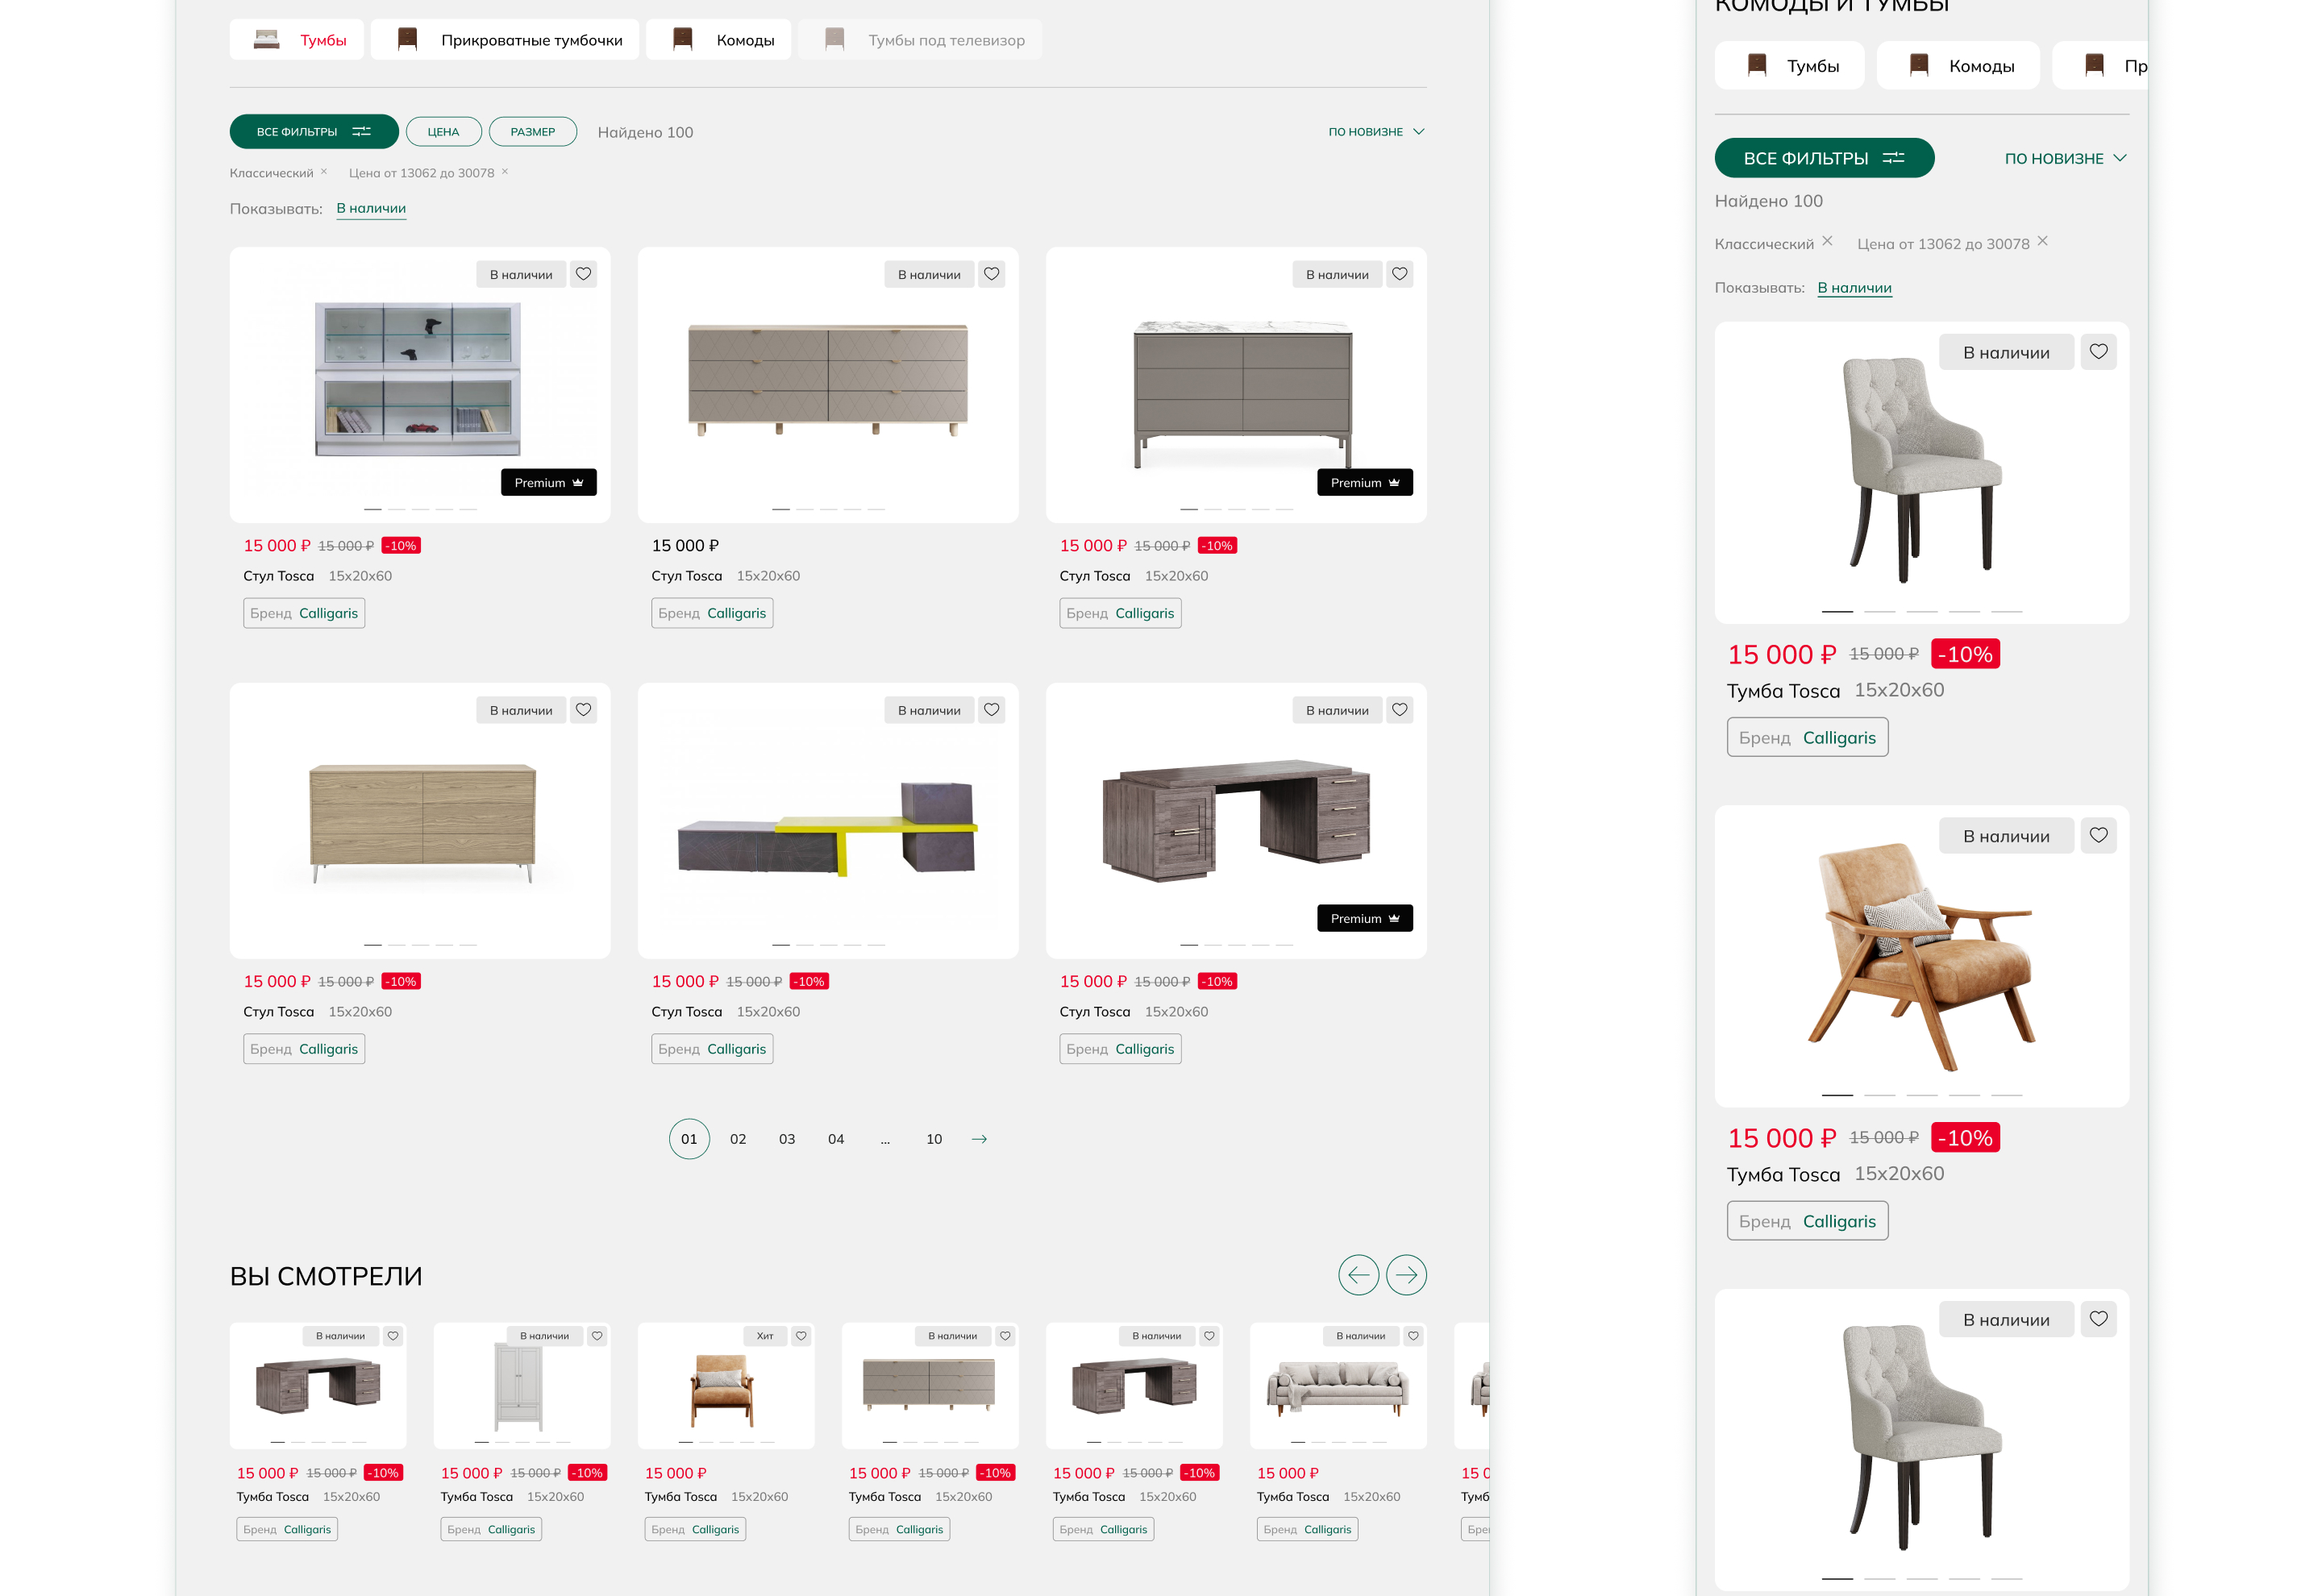 Тумбы
Прикроватные тумбочки
Комоды
Тумбы под телевизор
ВСЕ ФИЛЬТРЫ
ЦЕНА
РАЗМЕР
Найдено 100
ПО НОВИЗНЕ
Классический ×
Цена от 13062 до 30078 ×
Показывать: В наличии
В наличии
Premium
15 000 ₽ 15 000 ₽ -10%
Стул Tosca 15x20x60
Бренд Calligaris
В наличии
15 000 ₽
Стул Tosca 15x20x60
Бренд Calligaris
В наличии
Premium
15 000 ₽ 15 000 ₽ -10%
Стул Tosca 15x20x60
Бренд Calligaris
В наличии
15 000 ₽ 15 000 ₽ -10%
Стул Tosca 15x20x60
Бренд Calligaris
В наличии
15 000 ₽ 15 000 ₽ -10%
Стул Tosca 15x20x60
Бренд Calligaris
В наличии
Premium
15 000 ₽ 15 000 ₽ -10%
Стул Tosca 15x20x60
Бренд Calligaris
01 02 03 04 ... 10 →
ВЫ СМОТРЕЛИ
В наличии
15 000 ₽ 15 000 ₽ -10%
Тумба Tosca 15x20x60
Бренд Calligaris
В наличии
15 000 ₽ 15 000 ₽ -10%
Тумба Tosca 15x20x60
Бренд Calligaris
Хит
15 000 ₽
Тумба Tosca 15x20x60
Бренд Calligaris
В наличии
15 000 ₽ 15 000 ₽ -10%
Тумба Tosca 15x20x60
Бренд Calligaris
В наличии
15 000 ₽ 15 000 ₽ -10%
Тумба Tosca 15x20x60
Бренд Calligaris
В наличии
15 000 ₽
Тумба Tosca 15x20x60
Бренд Calligaris
15 0
Тумб
Бре
КОМОДЫ И ТУМБЫ
Тумбы
Комоды
Пр
ВСЕ ФИЛЬТРЫ
ПО НОВИЗНЕ
Найдено 100
Классический ×
Цена от 13062 до 30078 ×
Показывать: В наличии
В наличии
15 000 ₽ 15 000 ₽ -10%
Тумба Tosca 15x20x60
Бренд Calligaris
В наличии
15 000 ₽ 15 000 ₽ -10%
Тумба Tosca 15x20x60
Бренд Calligaris
В наличии